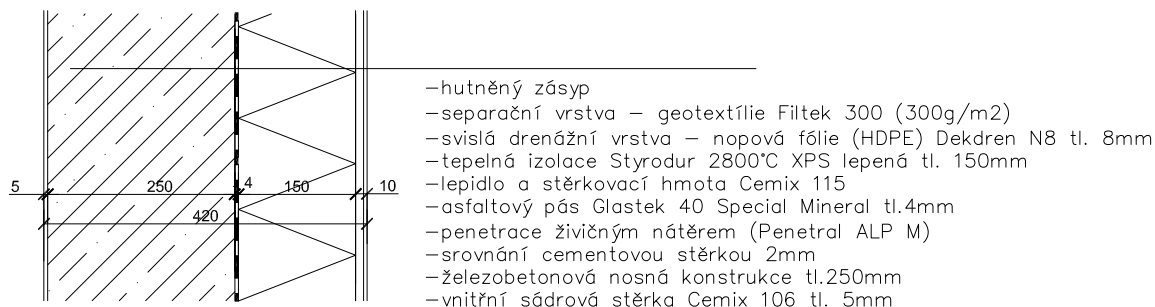 -hutněný zásyp
-separační vrstva - geotextílie Filtek 300 (300g/m2)
-svislá drenážní vrstva - nopová fólie (HDPE) Dekdren N8 tl. 8mm
-tepelná izolace Styrodur 2800°C XPS lepená tl. 150mm
-lepidlo a stěrkovací hmota Cemix 115
-asfaltový pás Glastek 40 Special Mineral tl.4mm
-penetrace živičným nátěrem (Penetral ALP M)
-srovnání cementovou stěrkou 2mm
-železobetonová nosná konstrukce tl.250mm
-vnitřní sádrová stěrka Cemix 106 tl. 5mm
5 250 4 150 10
420